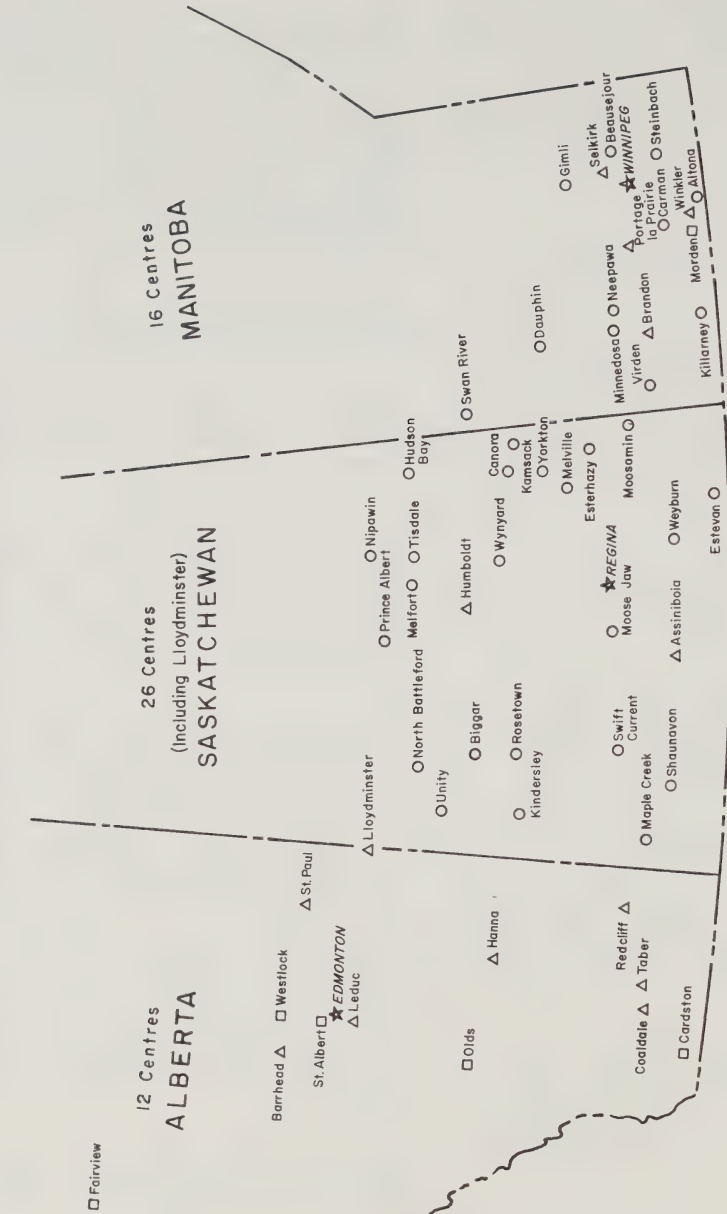 12 Centres
ALBERTA
26 Centres
(Including Lloydminster)
SASKATCHEWAN
16 Centres
MANITOBA
Fairview
Barrhead
Westlock
St. Paul
St. Albert
EDMONTON
Leduc
Olds
Hanna
Redcliff
Coaldale
Taber
Cardston
Lloydminster
Nipawin
Prince Albert
Hudson
Bay
North Battleford
Melfort
Tisdale
Unity
Biggar
Humboldt
Rosetown
Kindersley
Wynyard
Canora
Kamsack
Yorkton
Melville
Esterhazy
Swift
Current
Moose Jaw
REGINA
Moosomin
Maple Creek
Shaunavon
Assiniboia
Weyburn
Estevan
Swan River
Dauphin
Gimli
Minnedosa
Neepawa
Selkirk
Beausejour
Virden
Brandon
Portage
la Prairie
WINNIPEG
Carman
Steinbach
Killarney
Morden
Winkler
Altona